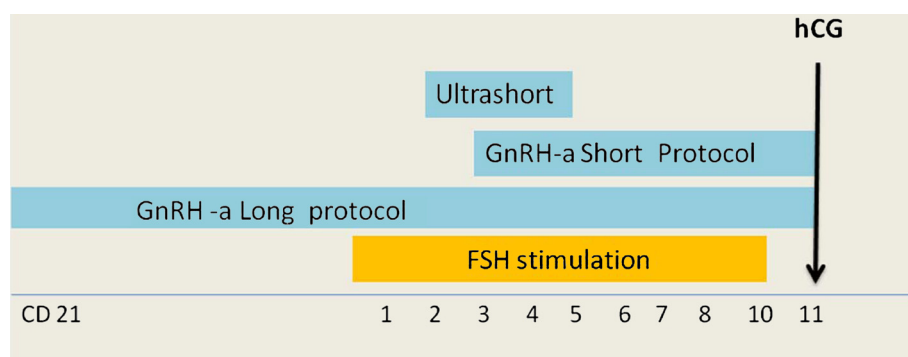 hCG
Ultrashort
GnRH-a Short Protocol
GnRH -a Long protocol
FSH stimulation
CD 21 1 2 3 4 5 6 7 8 10 11